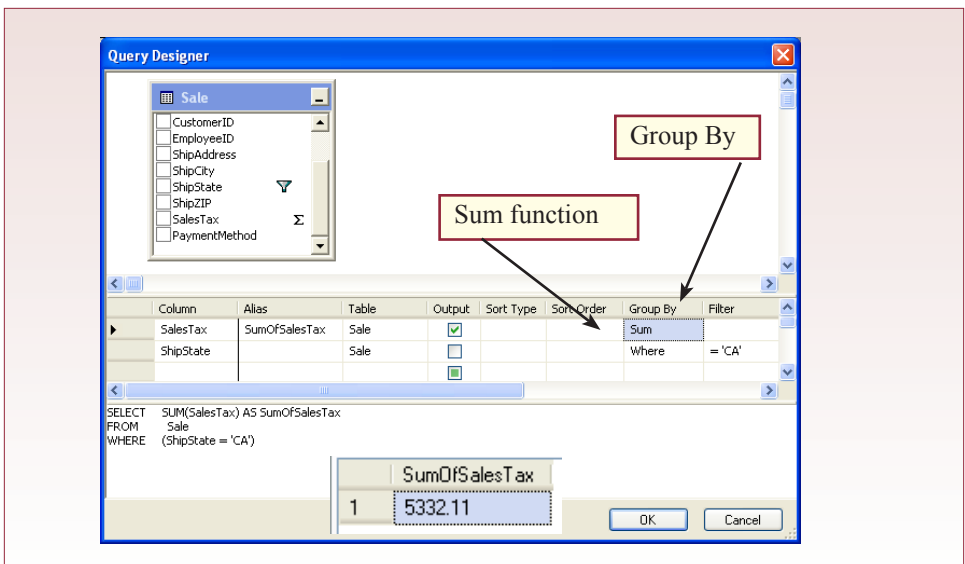 Query Designer
Sale
CustomerID
EmployeeID
ShipAddress
ShipCity
ShipState
ShipZIP
SalesTax Σ
PaymentMethod
Group By
Sum function
Column Alias Table Output Sort Type Sort Order Group By Filter
SalesTax SumOfSalesTax Sale Sum
ShipState Sale Where = 'CA'
SELECT SUM(SalesTax) AS SumOfSalesTax
FROM Sale
WHERE (ShipState = 'CA')
SumOfSalesTax
1 5332.11
OK Cancel